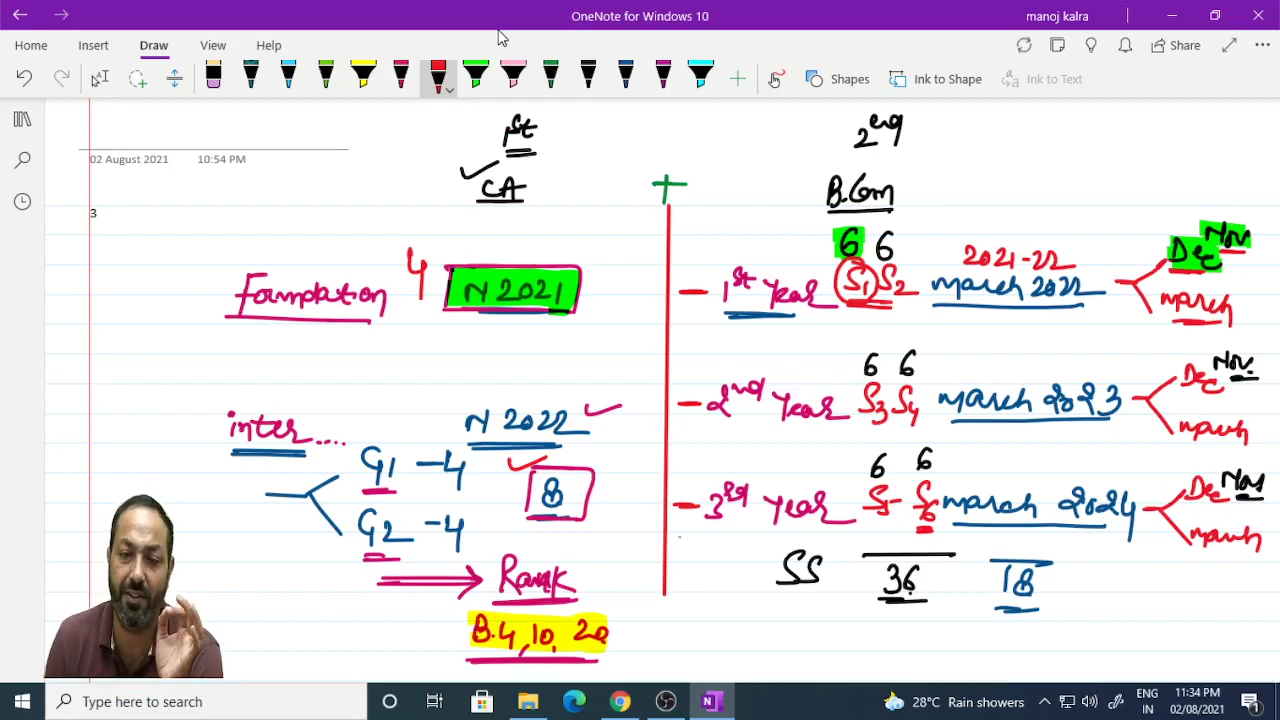 OneNote for Windows 10
manoj kalra
Home Insert Draw View Help
Share
Shapes Ink to Shape Ink to Text
02 August 2021 10:54 PM
3
1st
CA
2nd
B.Com
Foundation 4 N 2021
inter.... N 2022
G1 - 4
G2 - 4
8
Rank
B.4, 10, 20
6 6
1st Year S1 S2 2021-22
march 2022
Dec Nov
march
6 6
2nd Year S3 S4 march 2023
Dec Nov.
march
6 6
3rd Year S5- S6 march 2024
Dec Nov
march
SS 36 18
Type here to search
28°C Rain showers
ENG
IN
11:34 PM
02/08/2021
1